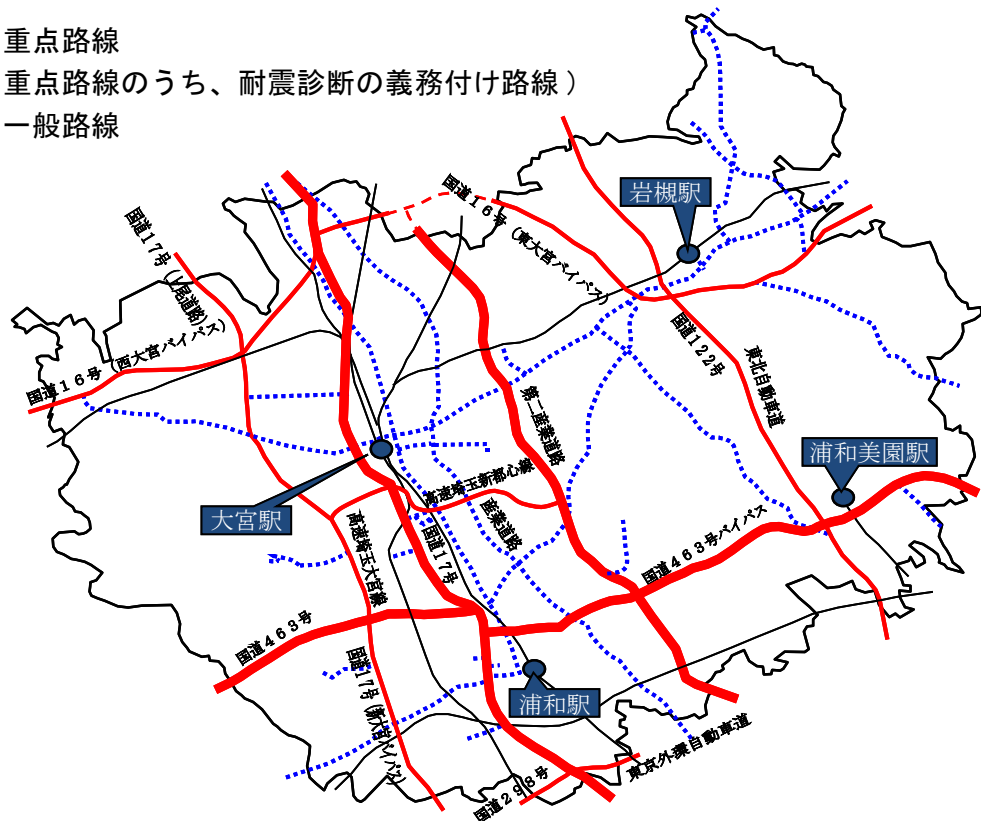 重点路線
重点路線のうち、耐震診断の義務付け路線）
一般路線
国道16号（東大宮バイパス）
岩槻駅
国道17号（上尾道路）
国道16号（西大宮バイパス）
国道122号
東北自動車道
第二産業道路
浦和美園駅
大宮駅
高速埼玉新都心線
産業道路
国道17号
高速埼玉大宮線
国道463号バイパス
国道463号
国道17号（新大宮バイパス）
浦和駅
東京外環自動車道
国道298号